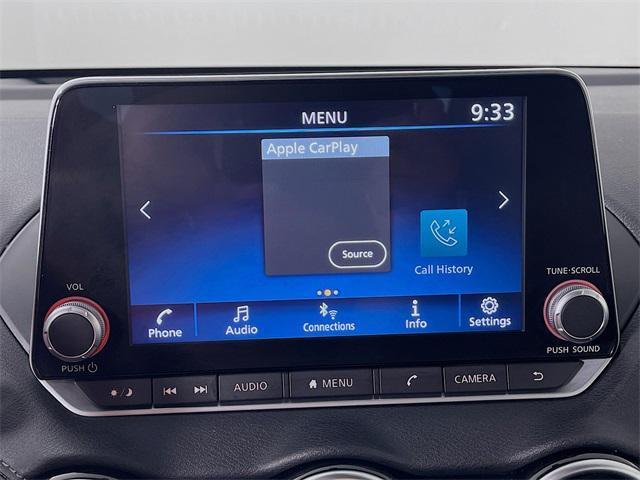 MENU
9:33
Apple CarPlay
Source
Call History
VOL
TUNE·SCROLL
Phone
Audio
Connections
Info
Settings
PUSH
PUSH SOUND
AUDIO
MENU
CAMERA